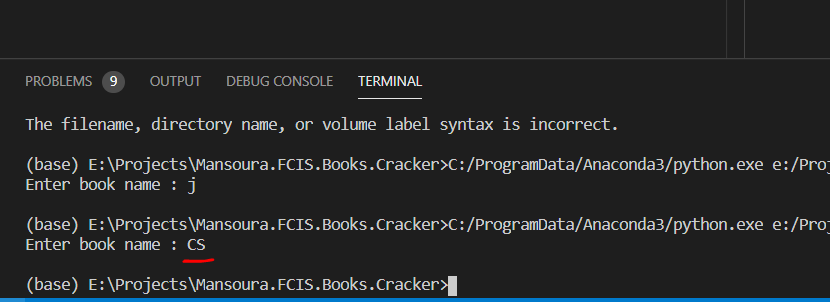 PROBLEMS 9 OUTPUT DEBUG CONSOLE TERMINAL
The filename, directory name, or volume label syntax is incorrect.
(base) E:\Projects\Mansoura.FCIS.Books.Cracker>C:/ProgramData/Anaconda3/python.exe e:/Proj
Enter book name : j
(base) E:\Projects\Mansoura.FCIS.Books.Cracker>C:/ProgramData/Anaconda3/python.exe e:/Proj
Enter book name : CS
(base) E:\Projects\Mansoura.FCIS.Books.Cracker>